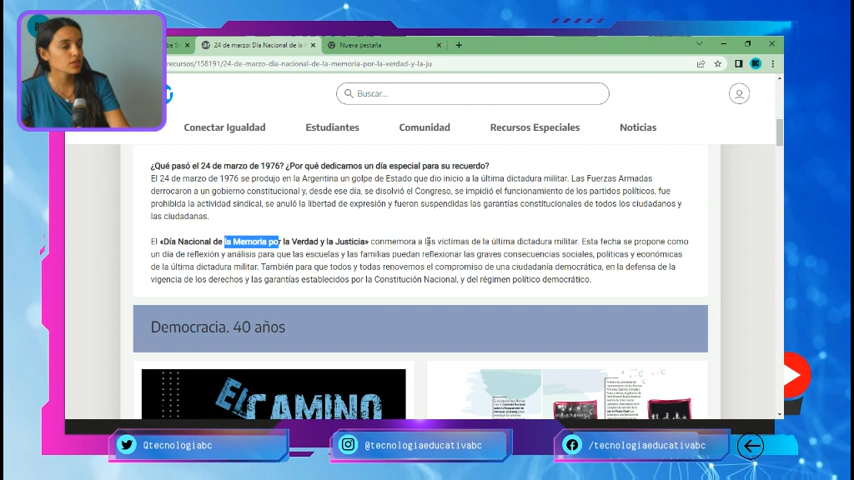 24 de marzo: Día Nacional de la
Nueva pestaña
recursos/158191/24-de-marzo-dia-nacional-de-la-memoria-por-la-verdad-y-la-ju
Buscar...
Conectar Igualdad
Estudiantes
Comunidad
Recursos Especiales
Noticias
¿Qué pasó el 24 de marzo de 1976? ¿Por qué dedicamos un día especial para su recuerdo?
El 24 de marzo de 1976 se produjo en la Argentina un golpe de Estado que dio inicio a la última dictadura militar. Las Fuerzas Armadas
derrocaron a un gobierno constitucional y, desde ese día, se disolvió el Congreso, se impidió el funcionamiento de los partidos políticos, fue
prohibida la actividad sindical, se anuló la libertad de expresión y fueron suspendidas las garantías constitucionales de todos los ciudadanos y
las ciudadanas.
El «Día Nacional de la Memoria por la Verdad y la Justicia» conmemora a las víctimas de la última dictadura militar. Esta fecha se propone como
un día de reflexión y análisis para que las escuelas y las familias puedan reflexionar las graves consecuencias sociales, políticas y económicas
de la última dictadura militar. También para que todos y todas renovemos el compromiso de una ciudadanía democrática, en la defensa de la
vigencia de los derechos y las garantías establecidos por la Constitución Nacional, y del régimen político democrático.
Democracia. 40 años
EL
CAMINO
Qtecnologiabc
@tecnologiaeducativabc
/tecnologiaeducativabc